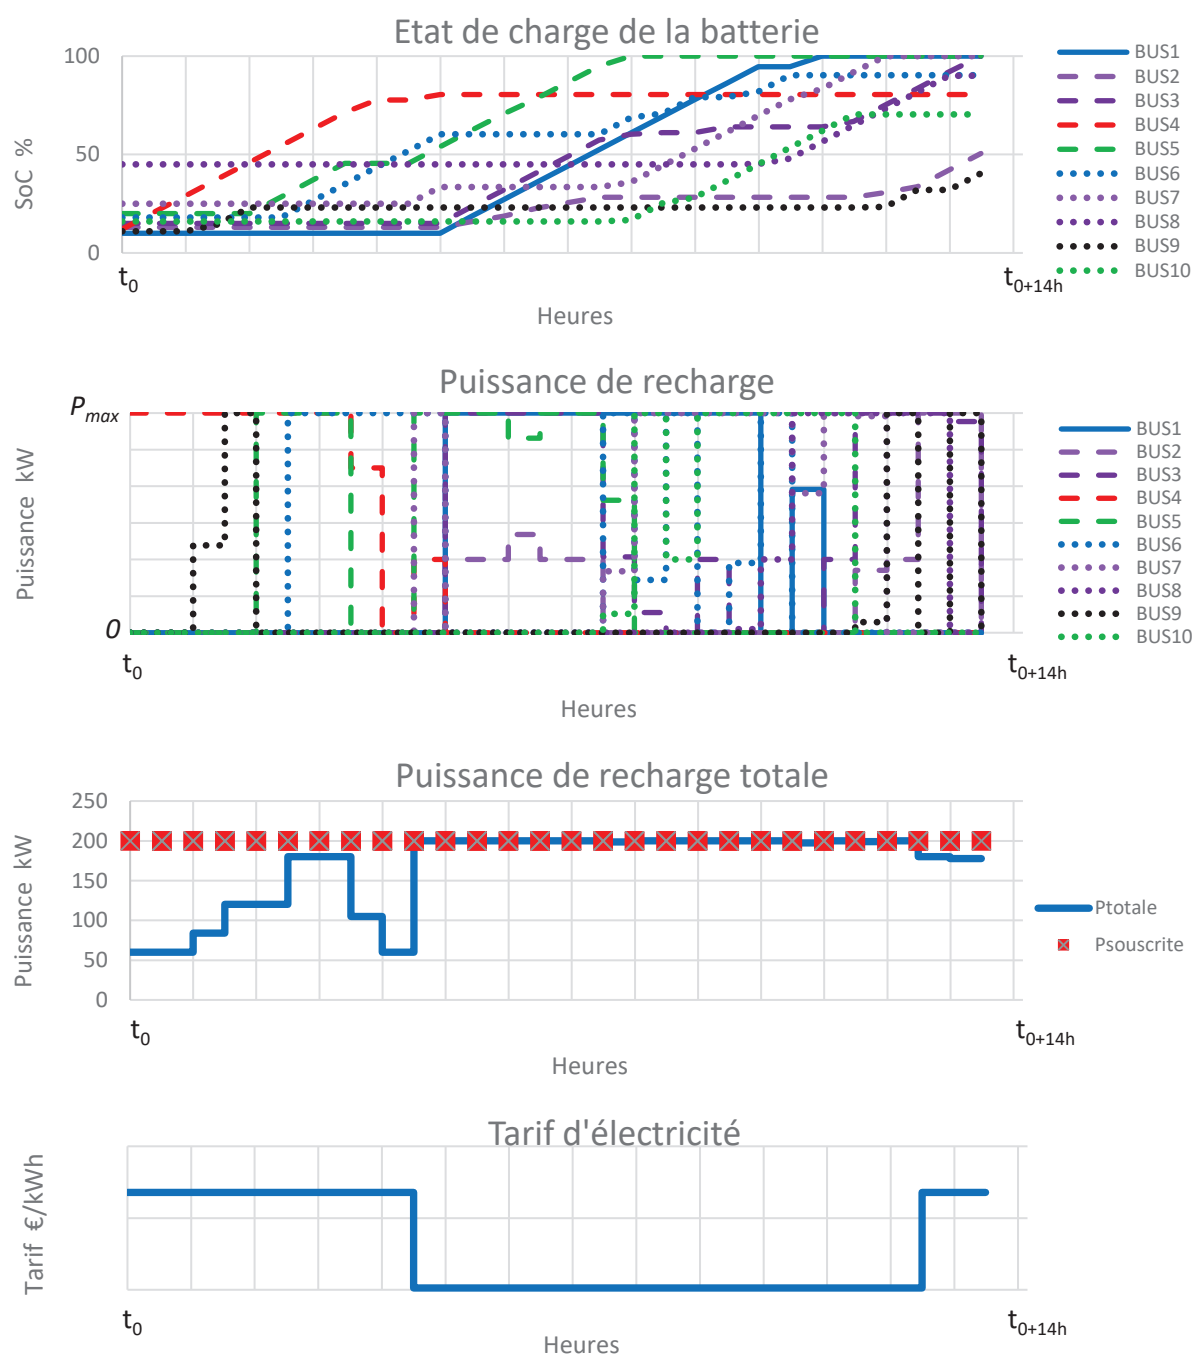 Etat de charge de la batterie
100
50
0
SoC %
t0
t0+14h
Heures
BUS1
BUS2
BUS3
BUS4
BUS5
BUS6
BUS7
BUS8
BUS9
BUS10
Puissance de recharge
Pmax
0
Puissance kW
t0
t0+14h
Heures
BUS1
BUS2
BUS3
BUS4
BUS5
BUS6
BUS7
BUS8
BUS9
BUS10
Puissance de recharge totale
250
200
150
100
50
0
Puissance kW
t0
t0+14h
Heures
Ptotale
Psouscrite
Tarif d'électricité
Tarif €/kWh
t0
t0+14h
Heures